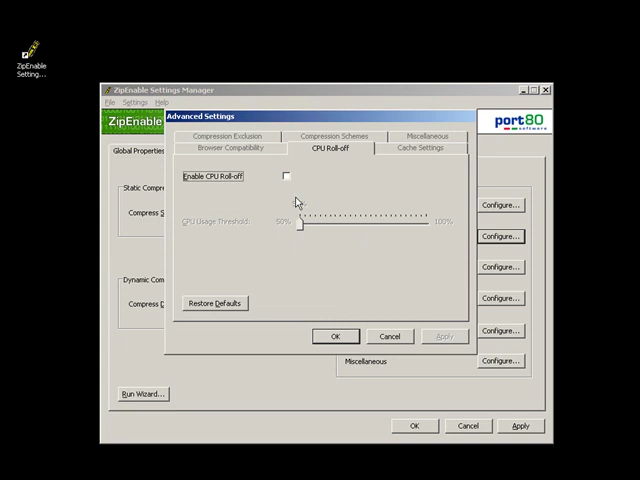 ZipEnable
Setting...
ZipEnable Settings Manager
File Settings Help
ZipEnable
port80
software
Global Properties
Advanced Settings
Compression Exclusion
Compression Schemes
Miscellaneous
Browser Compatibility
CPU Roll-off
Cache Settings
Enable CPU Roll-off
CPU Usage Threshold:
50%
100%
Restore Defaults
OK
Cancel
Apply
Static Compre
Compress S
Dynamic Com
Compress D
Configure...
Configure...
Configure...
Configure...
Configure...
Miscellaneous
Configure...
Run Wizard...
OK
Cancel
Apply